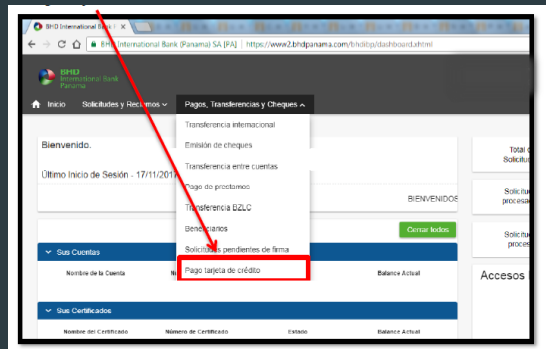 BHD International Bank
BHD International Bank (Panama) SA [PA] | https://www2.bhdpanama.com/bhdibp/dashboard.xhtml
BHD
International Bank
Panama
Inicio Solicitudes y Reclamos Pagos, Transferencias y Cheques
Transferencia internacional
Emisión de cheques
Transferencia entre cuentas
Pago de prestamos
Transferencia BZLC
Beneficiarios
Solicitudes pendientes de firma
Pago tarjeta de crédito
Bienvenido.
Último Inicio de Sesión - 17/11/201
BIENVENIDOS
Cerrar todos
Sus Cuentas
Nombre de la Cuenta Balance Actual
Sus Certificados
Nombre del Certificado Número de Certificado Estado Balance Actual
Total
Solicitu
Solicitu
procesa
Solicitu
proces
Accesos